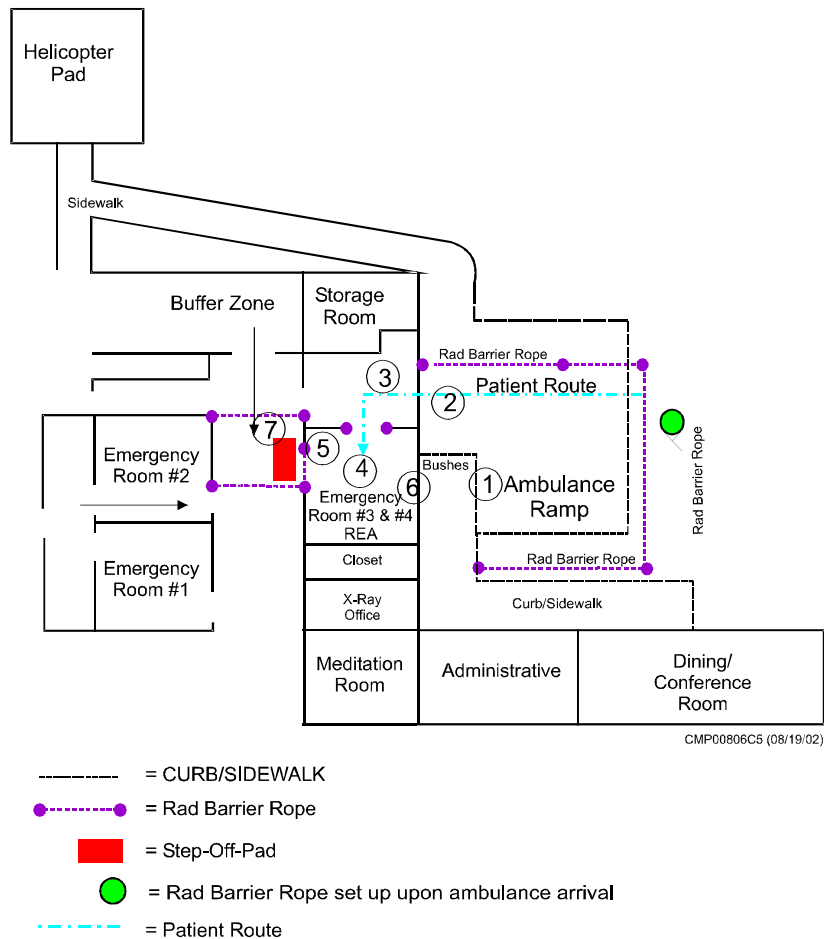 Helicopter
Pad
Sidewalk
Buffer Zone
Storage
Room
Rad Barrier Rope
3
2
Patient Route
7
5
4
Bushes
6
1
Emergency
Room #2
Emergency
Room #3 & #4
REA
Ambulance
Ramp
Rad Barrier Rope
Closet
Rad Barrier Rope
Emergency
Room #1
X-Ray
Office
Curb/Sidewalk
Meditation
Room
Administrative
Dining/
Conference
Room
CMP00806C5 (08/19/02)
= CURB/SIDEWALK
= Rad Barrier Rope
= Step-Off-Pad
= Rad Barrier Rope set up upon ambulance arrival
= Patient Route